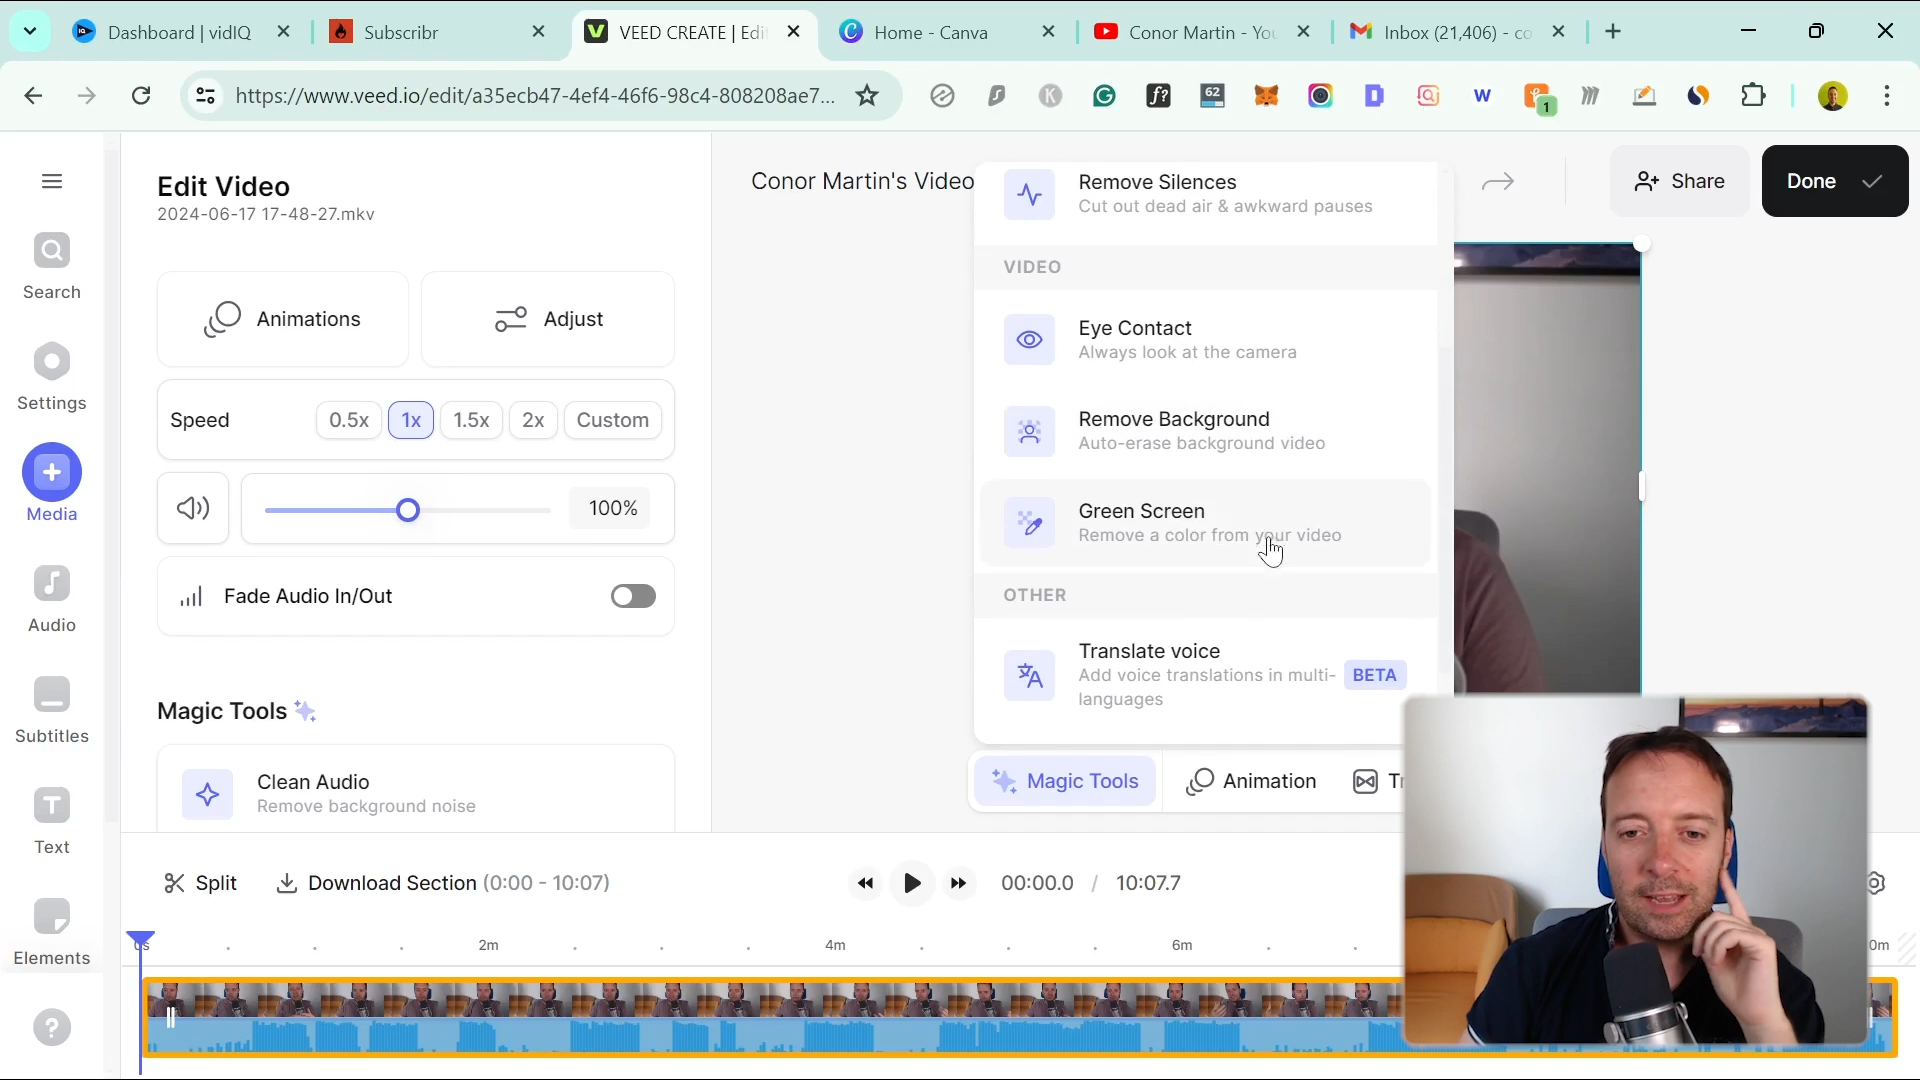 Dashboard | vidIQ
Subscribr
VEED CREATE | Edi
Home - Canva
Conor Martin - You
Inbox (21,406) - co
https://www.veed.io/edit/a35ecb47-4ef4-46f6-98c4-808208ae7...
62
1
Edit Video
2024-06-17 17-48-27.mkv
Conor Martin's Video
Share
Done
Search
Settings
Media
Audio
Subtitles
Text
Elements
Animations
Adjust
Speed
0.5x
1x
1.5x
2x
Custom
100%
Fade Audio In/Out
Magic Tools
Clean Audio
Remove background noise
Remove Silences
Cut out dead air & awkward pauses
VIDEO
Eye Contact
Always look at the camera
Remove Background
Auto-erase background video
Green Screen
Remove a color from your video
OTHER
Translate voice
Add voice translations in multi-
languages
BETA
Magic Tools
Animation
Tr
Split
Download Section (0:00 - 10:07)
00:00.0 / 10:07.7
2m
4m
6m
0m